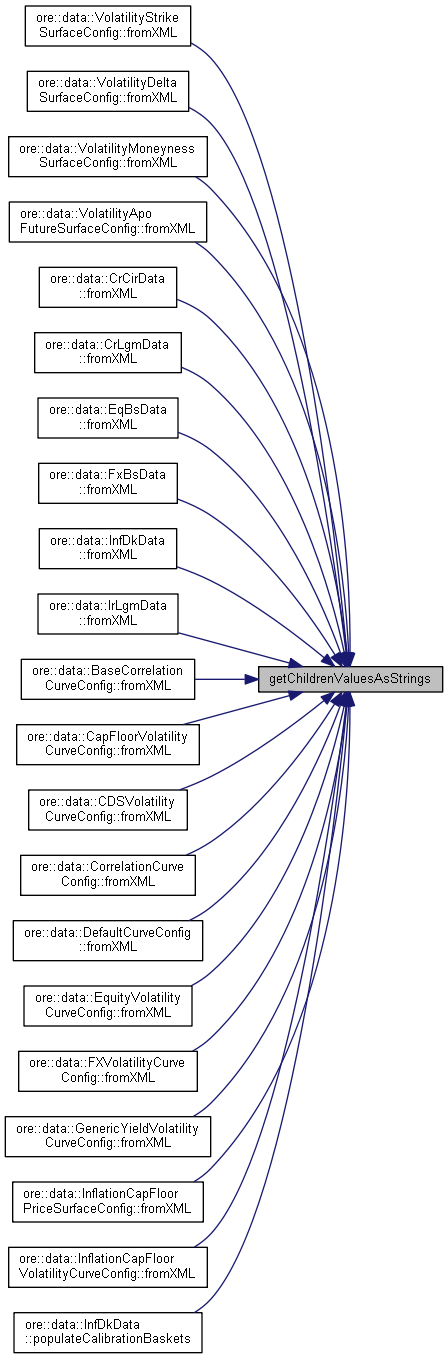 ore::data::VolatilityStrike
SurfaceConfig::fromXML
ore::data::VolatilityDelta
SurfaceConfig::fromXML
ore::data::VolatilityMoneyness
SurfaceConfig::fromXML
ore::data::VolatilityApo
FutureSurfaceConfig::fromXML
ore::data::CrCirData
::fromXML
ore::data::CrLgmData
::fromXML
ore::data::EqBsData
::fromXML
ore::data::FxBsData
::fromXML
ore::data::InfDkData
::fromXML
ore::data::IrLgmData
::fromXML
ore::data::BaseCorrelation
CurveConfig::fromXML
getChildrenValuesAsStrings
ore::data::CapFloorVolatility
CurveConfig::fromXML
ore::data::CDSVolatility
CurveConfig::fromXML
ore::data::CorrelationCurve
Config::fromXML
ore::data::DefaultCurveConfig
::fromXML
ore::data::EquityVolatility
CurveConfig::fromXML
ore::data::FXVolatilityCurve
Config::fromXML
ore::data::GenericYieldVolatility
CurveConfig::fromXML
ore::data::InflationCapFloor
PriceSurfaceConfig::fromXML
ore::data::InflationCapFloor
VolatilityCurveConfig::fromXML
ore::data::InfDkData
::populateCalibrationBaskets